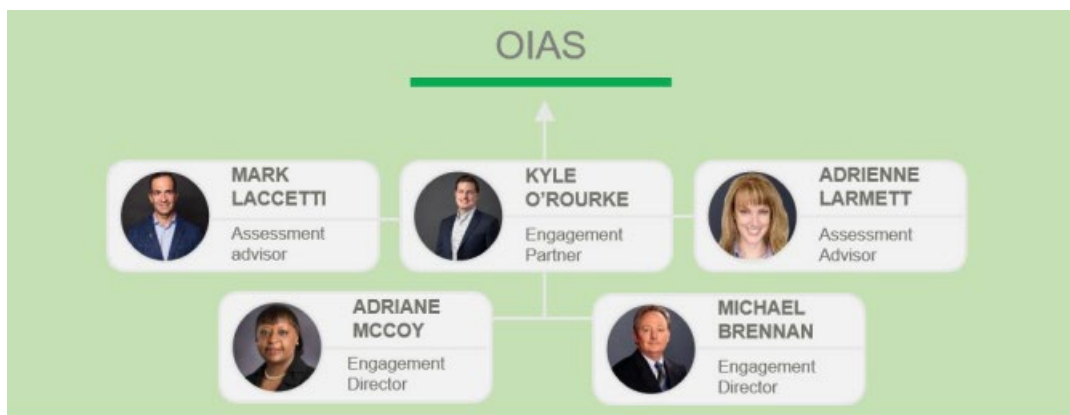 OIAS
MARK
LACCETTI
Assessment
advisor
KYLE
O'ROURKE
Engagement
Partner
ADRIENNE
LARMETT
Assessment
Advisor
ADRIANE
MCCOY
Engagement
Director
MICHAEL
BRENNAN
Engagement
Director